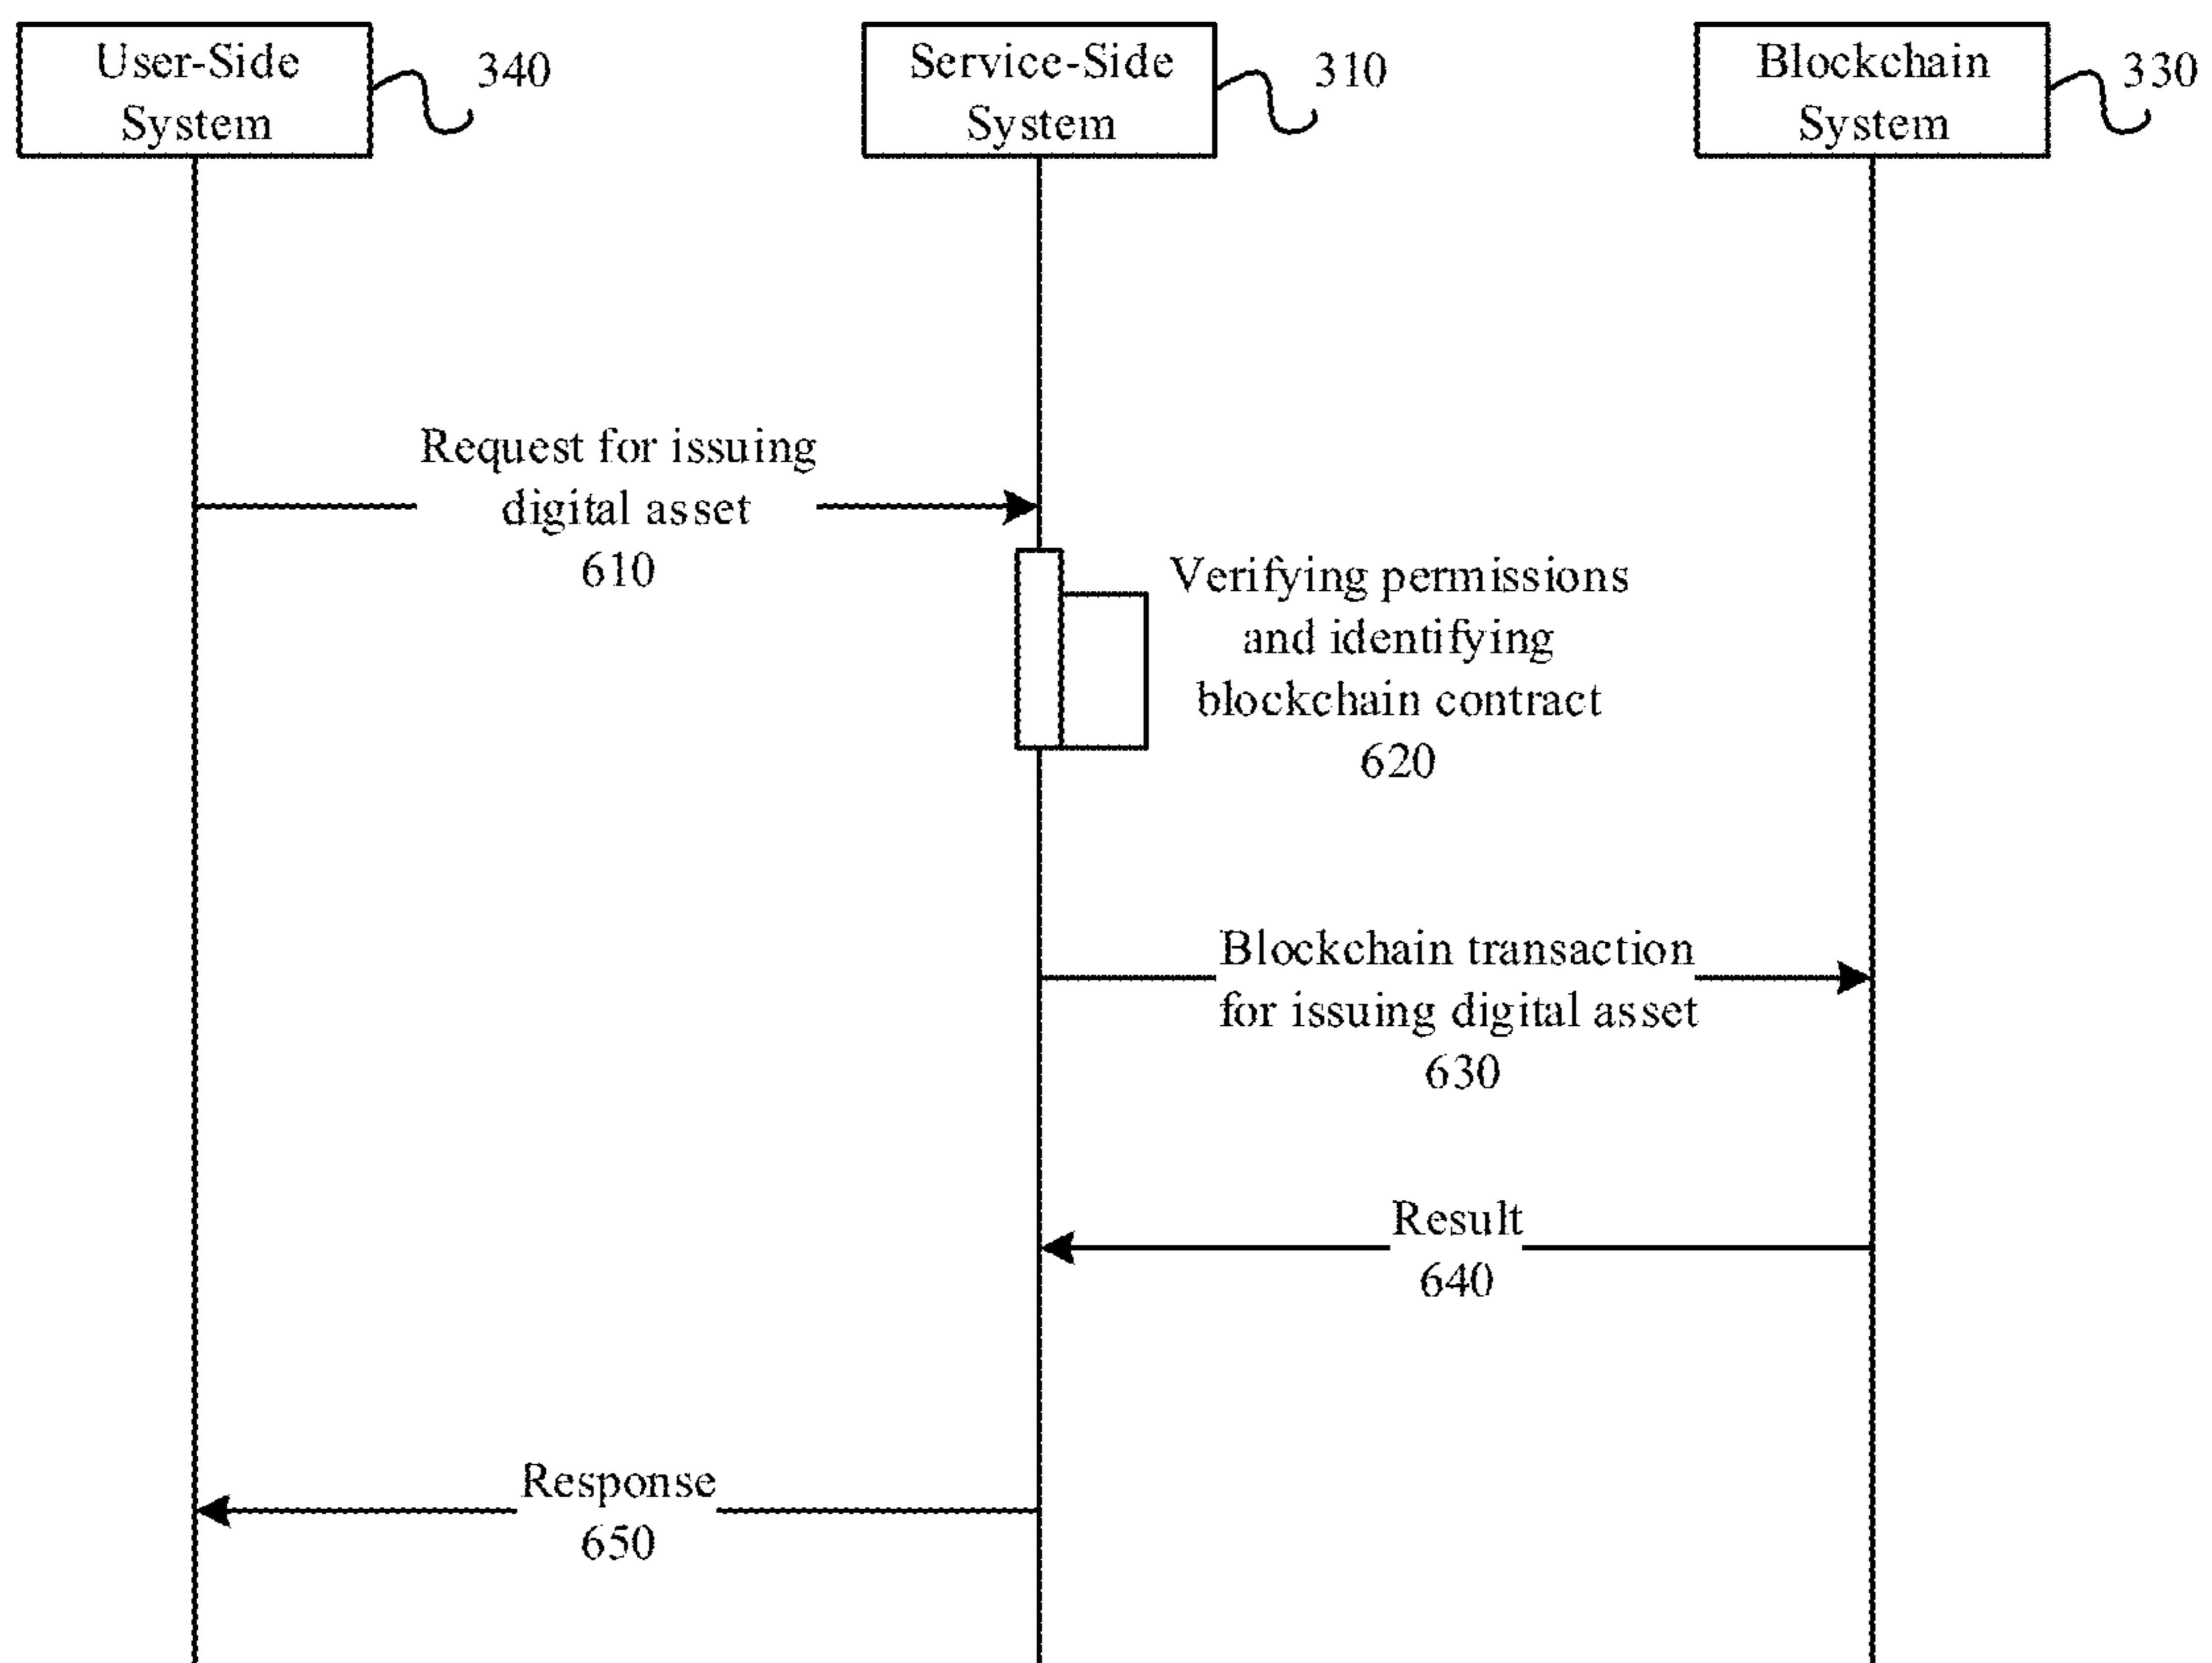 User-Side
System
340
Service-Side
System
310
Blockchain
System
330
Request for issuing
digital asset
610
Verifying permissions
and identifying
blockchain contract
620
Blockchain transaction
for issuing digital asset
630
Result
640
Response
650